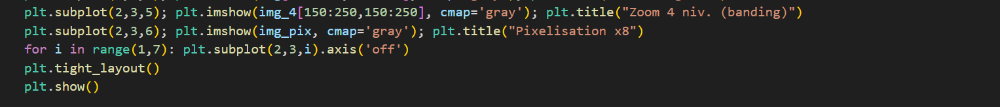 plt.subplot(2,3,5); plt.imshow(img_4[150:250,150:250], cmap='gray'); plt.title("Zoom 4 niv. (banding)")
plt.subplot(2,3,6); plt.imshow(img_pix, cmap='gray'); plt.title("Pixelisation x8")
for i in range(1,7): plt.subplot(2,3,i).axis('off')
plt.tight_layout()
plt.show()